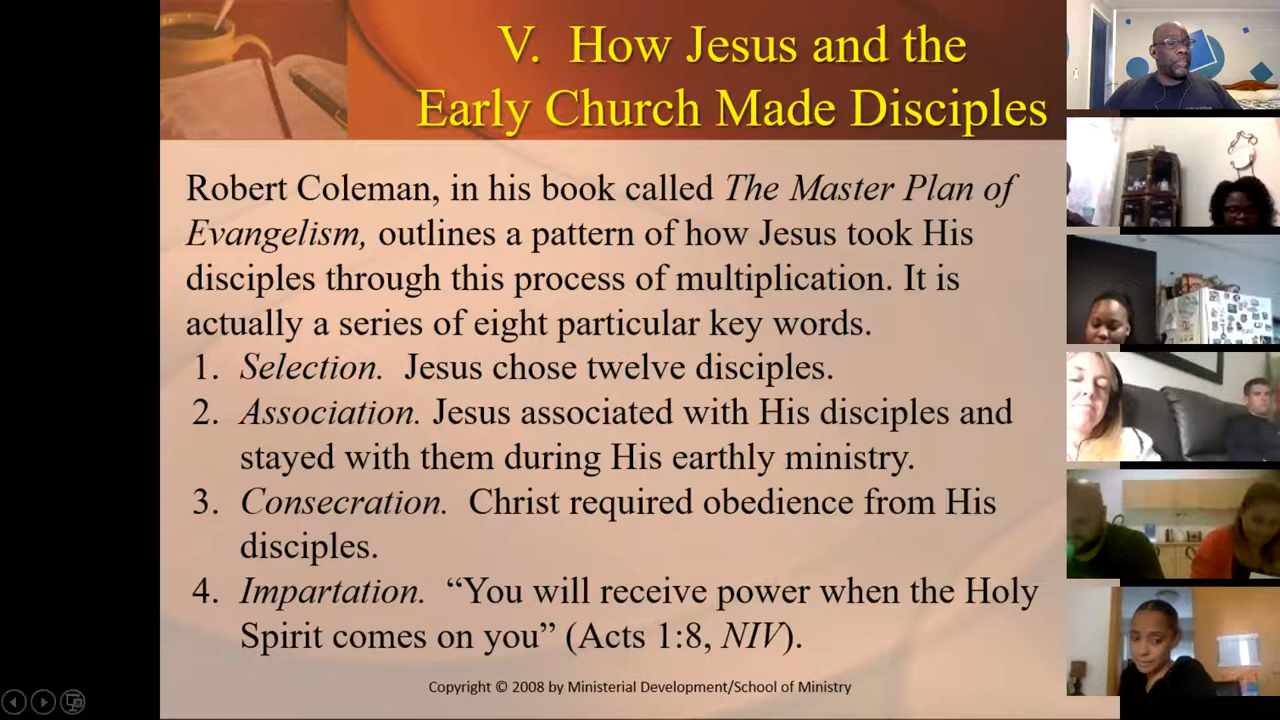 V. How Jesus and the
Early Church Made Disciples
Robert Coleman, in his book called The Master Plan of
Evangelism, outlines a pattern of how Jesus took His
disciples through this process of multiplication. It is
actually a series of eight particular key words.
1. Selection. Jesus chose twelve disciples.
2. Association. Jesus associated with His disciples and
stayed with them during His earthly ministry.
3. Consecration. Christ required obedience from His
disciples.
4. Impartation. “You will receive power when the Holy
Spirit comes on you” (Acts 1:8, NIV).
Copyright © 2008 by Ministerial Development/School of Ministry